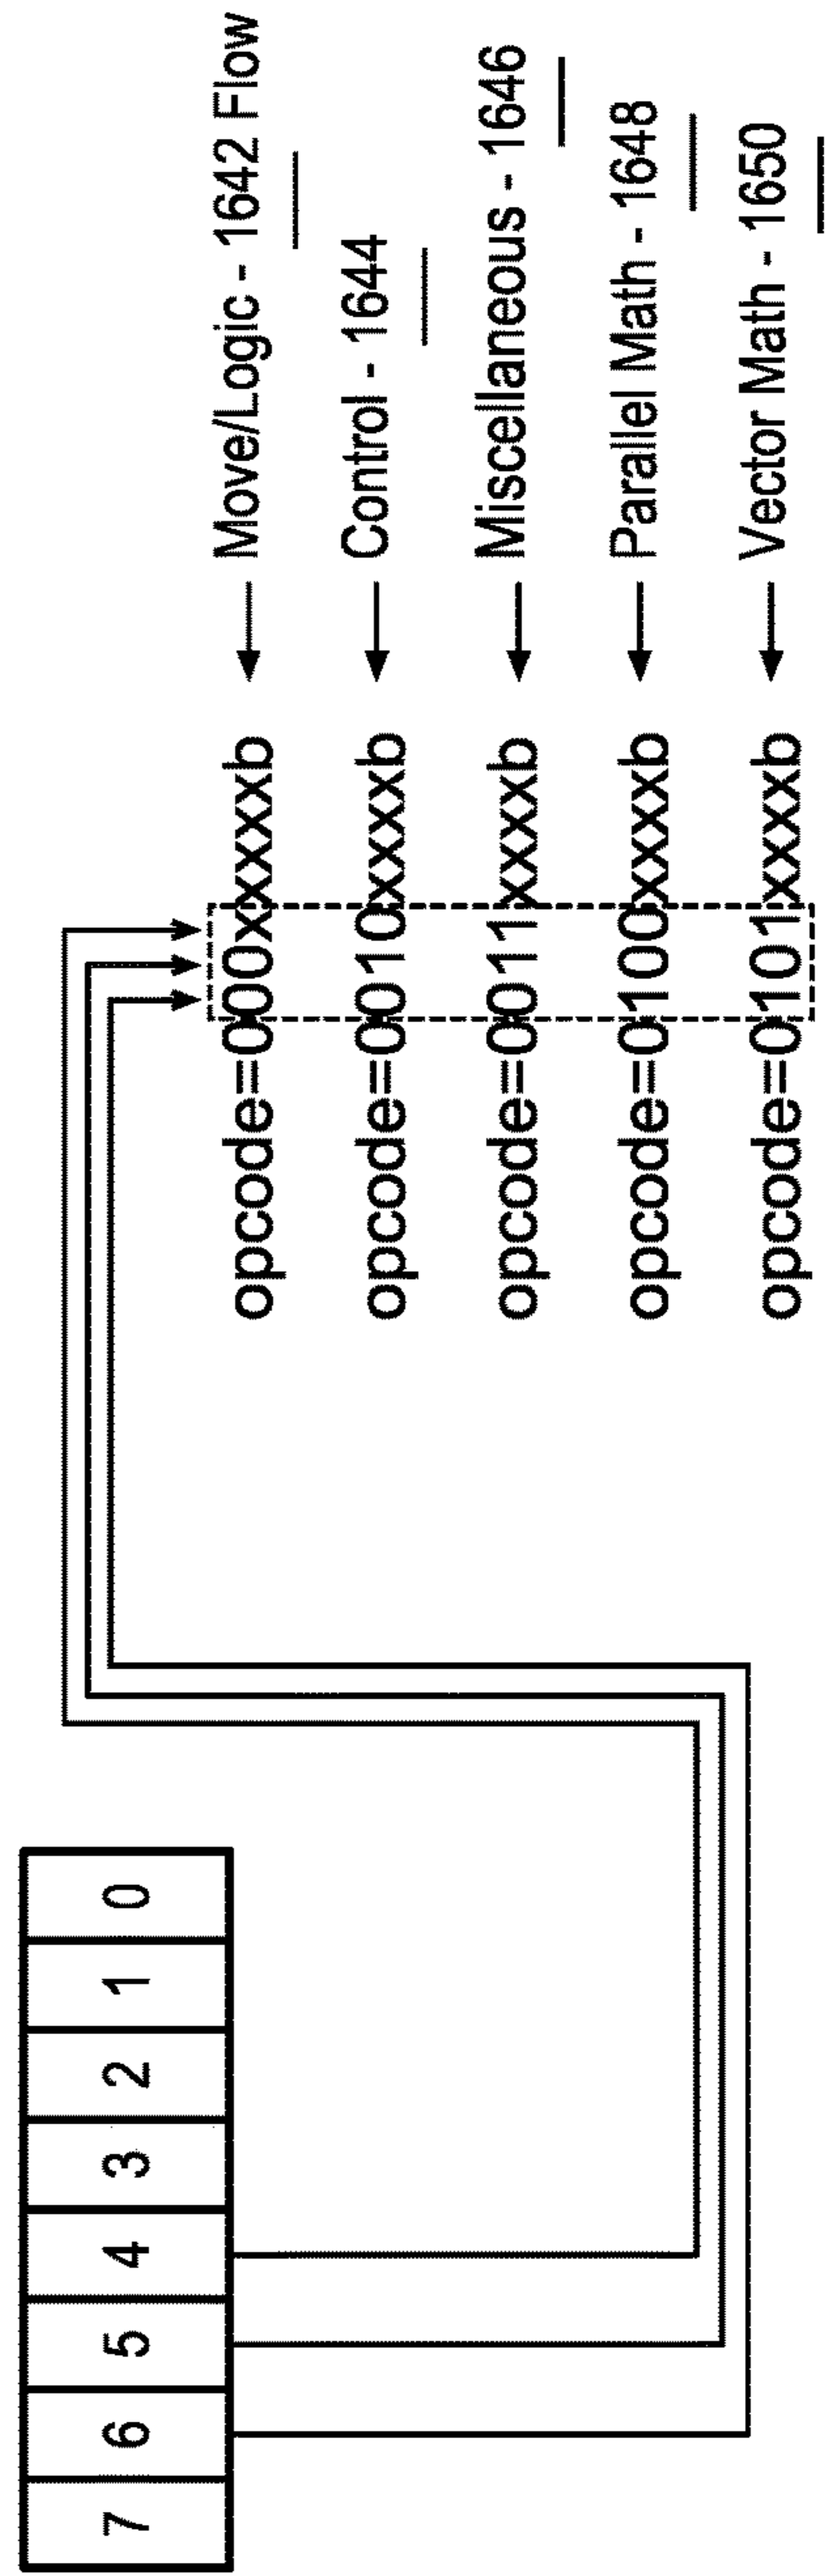 7 6 5 4 3 2 1 0
opcode=000xxxxxb ← Move/Logic - 1642 Flow
opcode=0010xxxxb ← Control - 1644
opcode=0011xxxxb ← Miscellaneous - 1646
opcode=0100xxxxb ← Parallel Math - 1648
opcode=0101xxxxb ← Vector Math - 1650